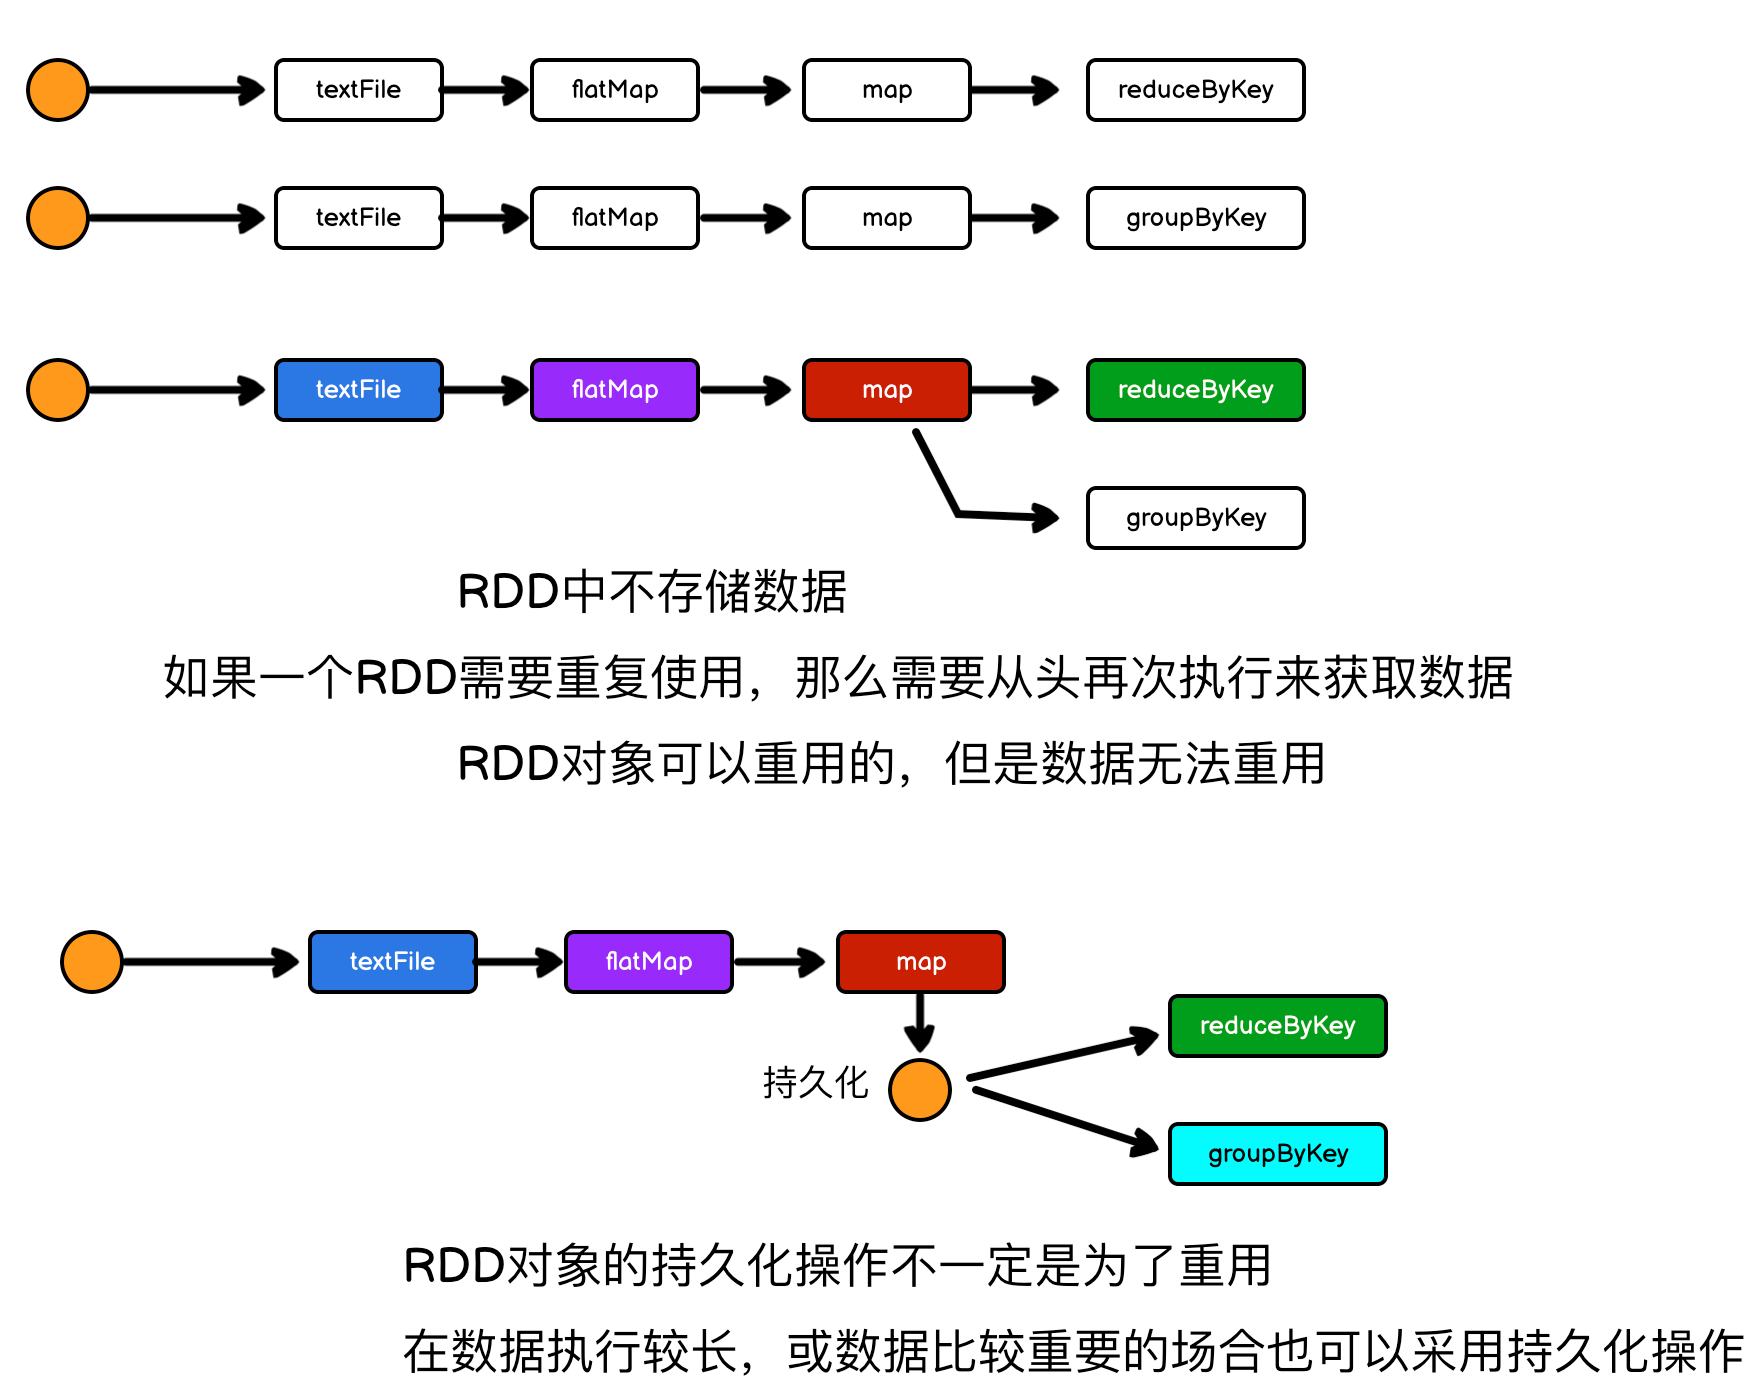 textFile flatMap map reduceByKey
textFile flatMap map groupByKey
textFile flatMap map reduceByKey
groupByKey
RDD中不存储数据
如果一个RDD需要重复使用，那么需要从头再次执行来获取数据
RDD对象可以重用的，但是数据无法重用
textFile flatMap map
reduceByKey
持久化
groupByKey
RDD对象的持久化操作不一定是为了重用
在数据执行较长，或数据比较重要的场合也可以采用持久化操作